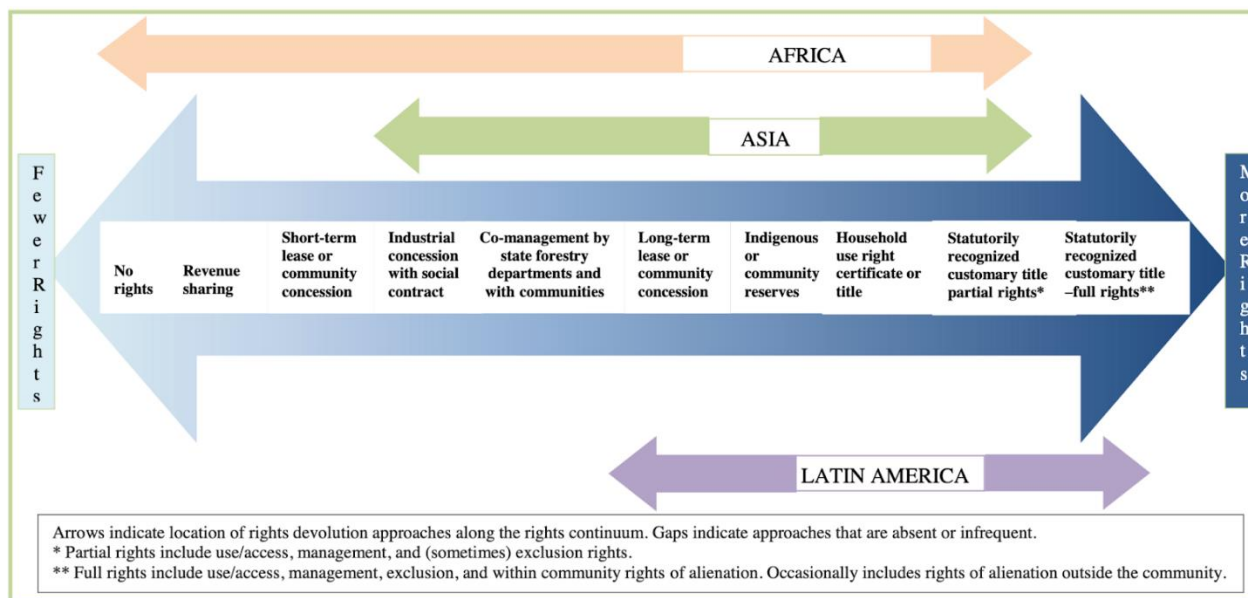 AFRICA
ASIA
Fewer Rights
No
rights
Revenue
sharing
Short-term
lease or
community
concession
Industrial
concession
with social
contract
Co-management by
state forestry
departments and
with communities
Long-term
lease or
community
concession
Indigenous
or
community
reserves
Household
use right
certificate or
title
Statutorily
recognized
customary title
partial rights*
Statutorily
recognized
customary title
–full rights**
More Rights
LATIN AMERICA
Arrows indicate location of rights devolution approaches along the rights continuum. Gaps indicate approaches that are absent or infrequent.
* Partial rights include use/access, management, and (sometimes) exclusion rights.
** Full rights include use/access, management, exclusion, and within community rights of alienation. Occasionally includes rights of alienation outside the community.